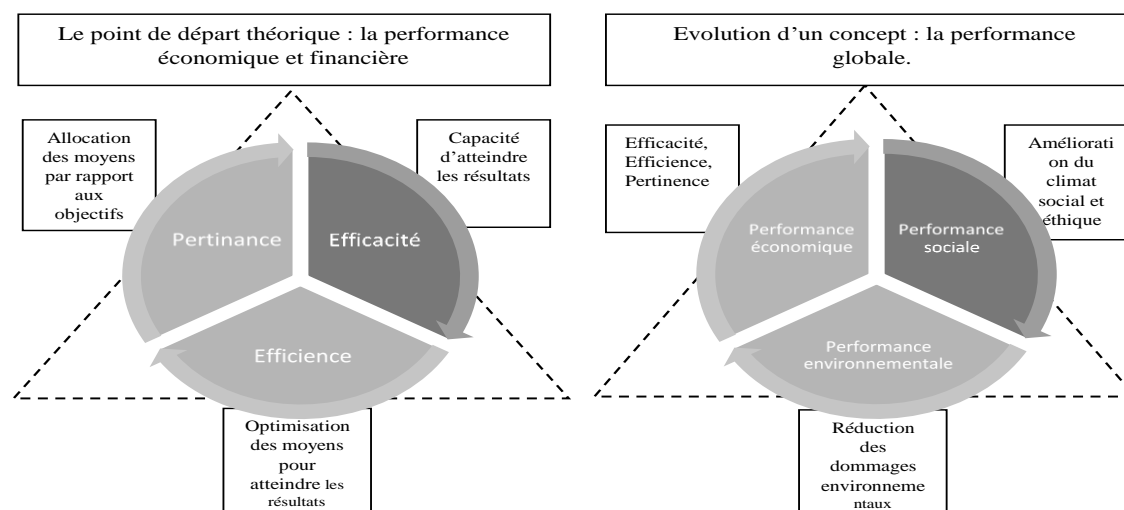 Le point de départ théorique : la performance
économique et financière
Allocation
des moyens
par rapport
aux
objectifs
Capacité
d'atteindre
les résultats
Pertinance
Efficacité
Efficience
Optimisation
des moyens
pour
atteindre les
résultats
Evolution d'un concept : la performance
globale.
Efficacité,
Efficience,
Pertinence
Améliorati
on du
climat
social et
éthique
Performance
économique
Performance
sociale
Performance
environnementale
Réduction
des
dommages
environneme
ntaux